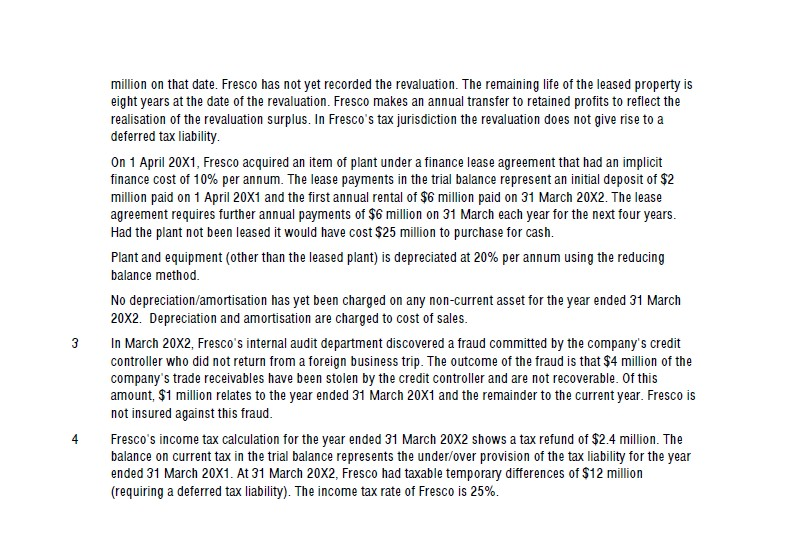 million on that date. Fresco has not yet recorded the revaluation. The remaining life of the leased property is
eight years at the date of the revaluation. Fresco makes an annual transfer to retained profits to reflect the
realisation of the revaluation surplus. In Fresco's tax jurisdiction the revaluation does not give rise to a
deferred tax liability.
On 1 April 20X1, Fresco acquired an item of plant under a finance lease agreement that had an implicit
finance cost of 10% per annum. The lease payments in the trial balance represent an initial deposit of $2
million paid on 1 April 20X1 and the first annual rental of $6 million paid on 31 March 20X2. The lease
agreement requires further annual payments of $6 million on 31 March each year for the next four years.
Had the plant not been leased it would have cost $25 million to purchase for cash.
Plant and equipment (other than the leased plant) is depreciated at 20% per annum using the reducing
balance method.
No depreciation/amortisation has yet been charged on any non-current asset for the year ended 31 March
20X2. Depreciation and amortisation are charged to cost of sales.
3 In March 20X2, Fresco's internal audit department discovered a fraud committed by the company's credit
controller who did not return from a foreign business trip. The outcome of the fraud is that $4 million of the
company's trade receivables have been stolen by the credit controller and are not recoverable. Of this
amount, $1 million relates to the year ended 31 March 20X1 and the remainder to the current year. Fresco is
not insured against this fraud.
4 Fresco's income tax calculation for the year ended 31 March 20X2 shows a tax refund of $2.4 million. The
balance on current tax in the trial balance represents the under/over provision of the tax liability for the year
ended 31 March 20X1. At 31 March 20X2, Fresco had taxable temporary differences of $12 million
(requiring a deferred tax liability). The income tax rate of Fresco is 25%.